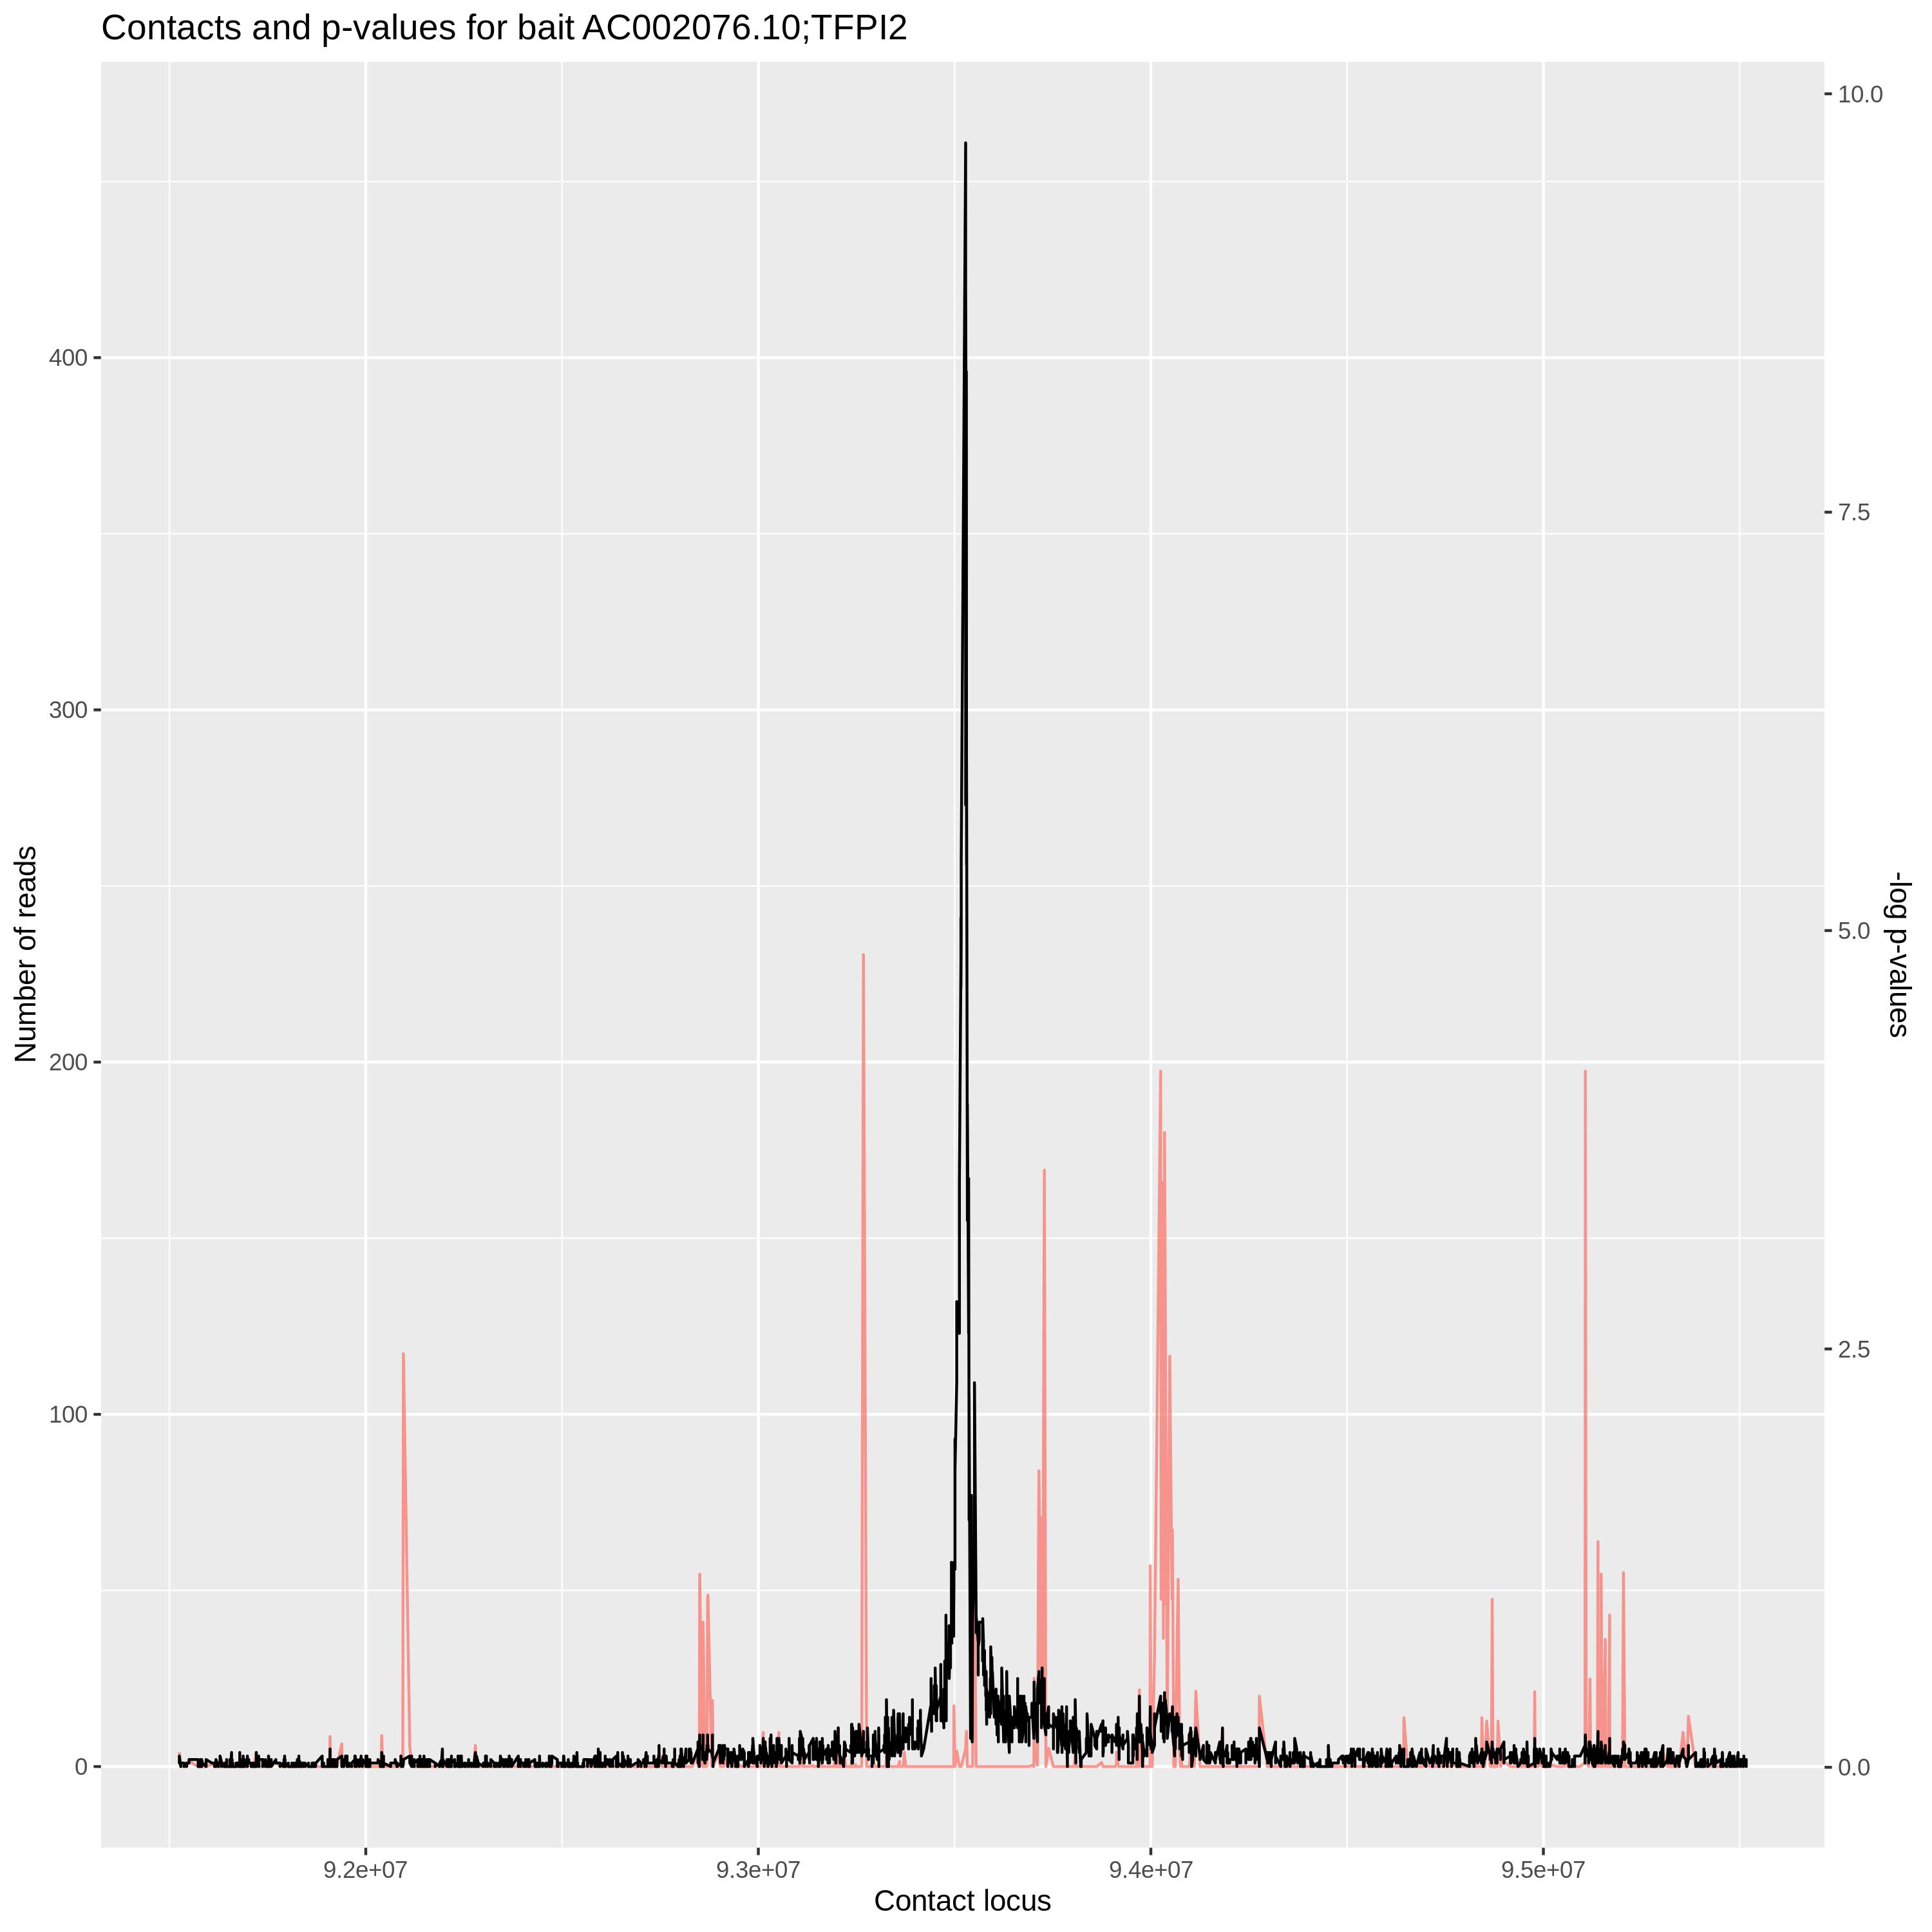 Contacts and p-values for bait AC002076.10;TFPI2
Number of reads
400
300
200
100
0
10.0
7.5
5.0
2.5
0.0
-log p-values
9.2e+07
9.3e+07
9.4e+07
9.5e+07
Contact locus